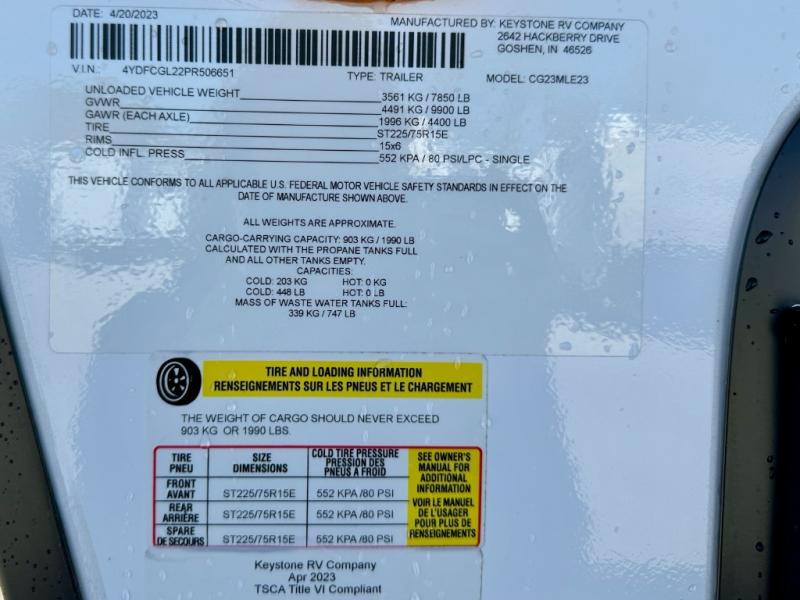 DATE: 4/20/2023
MANUFACTURED BY: KEYSTONE RV COMPANY
2642 HACKBERRY DRIVE
GOSHEN, IN 46526
V.I.N. 4YDFCGL22PR506651 TYPE: TRAILER MODEL: CG23MLE23
UNLOADED VEHICLE WEIGHT 3561 KG / 7850 LB
GVWR 4491 KG / 9900 LB
GAWR (EACH AXLE) 1996 KG / 4400 LB
TIRE ST225/75R15E
RIMS 15x6
COLD INFL. PRESS 552 KPA / 80 PSI/LPC - SINGLE
THIS VEHICLE CONFORMS TO ALL APPLICABLE U.S. FEDERAL MOTOR VEHICLE SAFETY STANDARDS IN EFFECT ON THE
DATE OF MANUFACTURE SHOWN ABOVE.
ALL WEIGHTS ARE APPROXIMATE.
CARGO-CARRYING CAPACITY: 903 KG / 1990 LB
CALCULATED WITH THE PROPANE TANKS FULL
AND ALL OTHER TANKS EMPTY.
CAPACITIES:
COLD: 203 KG HOT: 0 KG
COLD: 448 LB HOT: 0 LB
MASS OF WASTE WATER TANKS FULL:
339 KG / 747 LB
TIRE AND LOADING INFORMATION
RENSEIGNEMENTS SUR LES PNEUS ET LE CHARGEMENT
THE WEIGHT OF CARGO SHOULD NEVER EXCEED
903 KG OR 1990 LBS.
TIRE
PNEU
SIZE
DIMENSIONS
COLD TIRE PRESSURE
PRESSION DES
PNEUS A FROID
SEE OWNER'S
MANUAL FOR
ADDITIONAL
INFORMATION
VOIR LE MANUEL
DE L'USAGER
POUR PLUS DE
RENSEIGNEMENTS
FRONT
AVANT
ST225/75R15E 552 KPA /80 PSI
REAR
ARRIÈRE
ST225/75R15E 552 KPA /80 PSI
SPARE
DE SECOURS
ST225/75R15E 552 KPA /80 PSI
Keystone RV Company
Apr 2023
TSCA Title VI Compliant